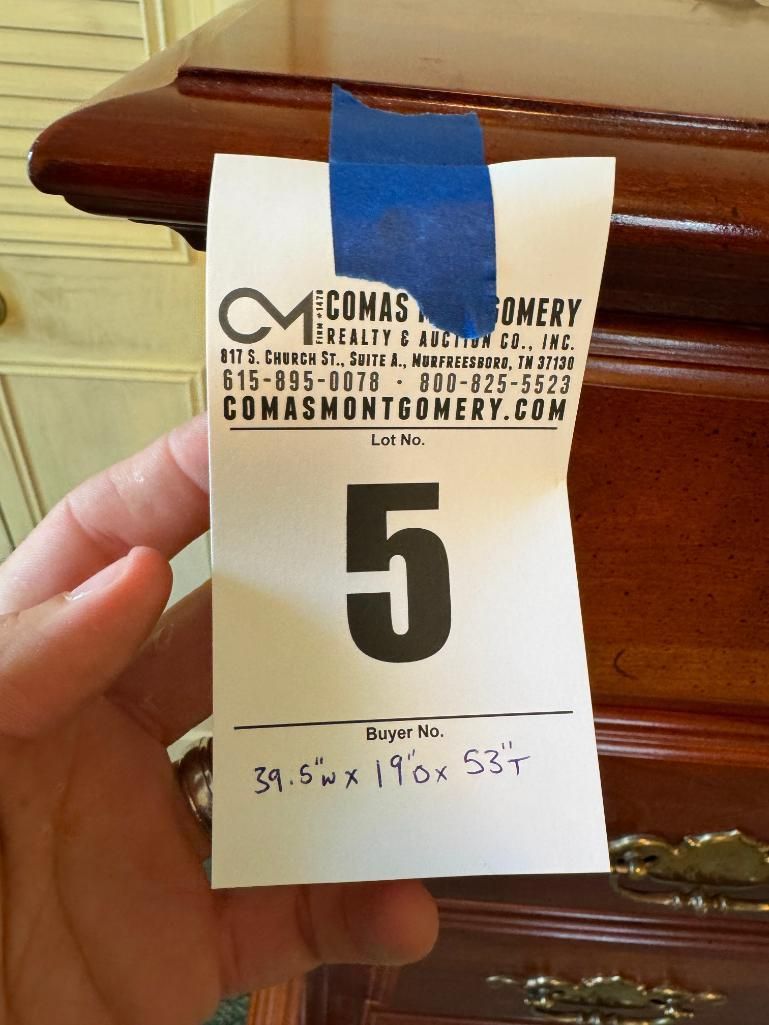 CM FIRM #1478 COMAS GOMERY
REALTY & AUCTION CO., INC.
817 S. CHURCH ST., SUITE A., MURFREESBORO, TN 37130
615-895-0078 · 800-825-5523
COMASMONTGOMERY.COM
Lot No.
5
Buyer No.
39.5"W X 19"D X 53"T